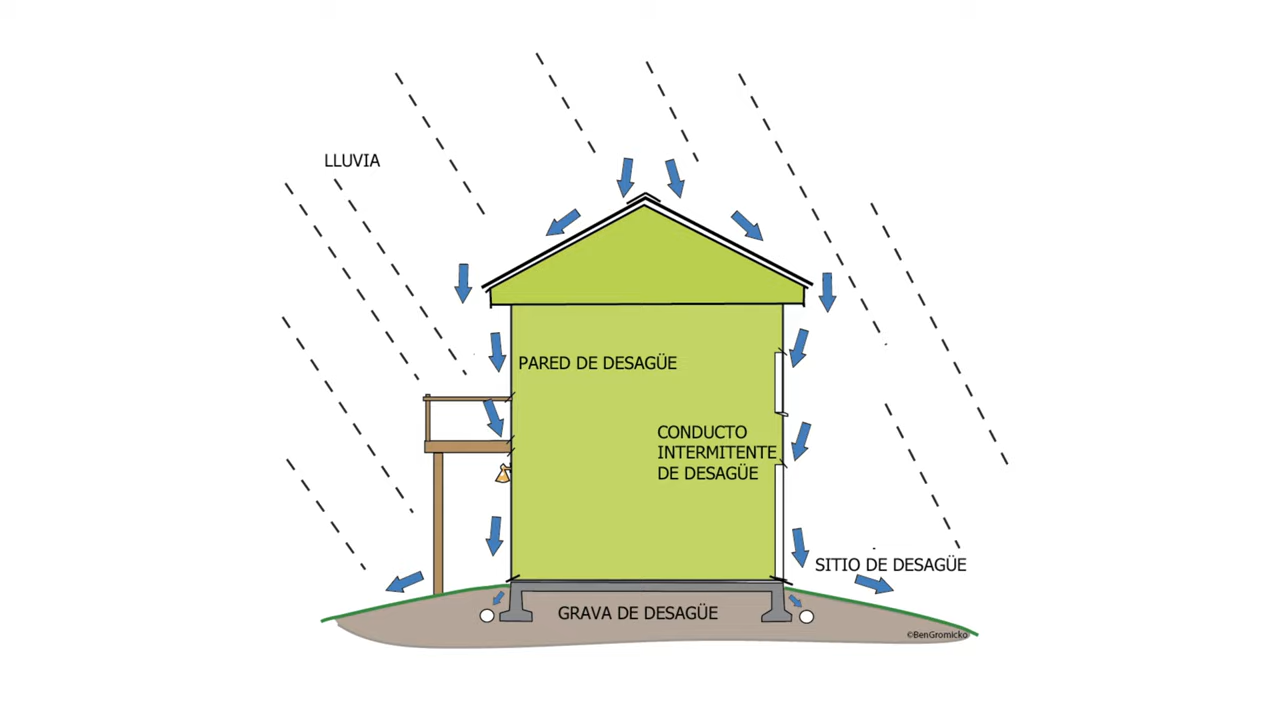 LLUVIA
PARED DE DESAGÜE
CONDUCTO
INTERMITENTE
DE DESAGÜE
SITIO DE DESAGÜE
GRAVA DE DESAGÜE
©BenGromicko